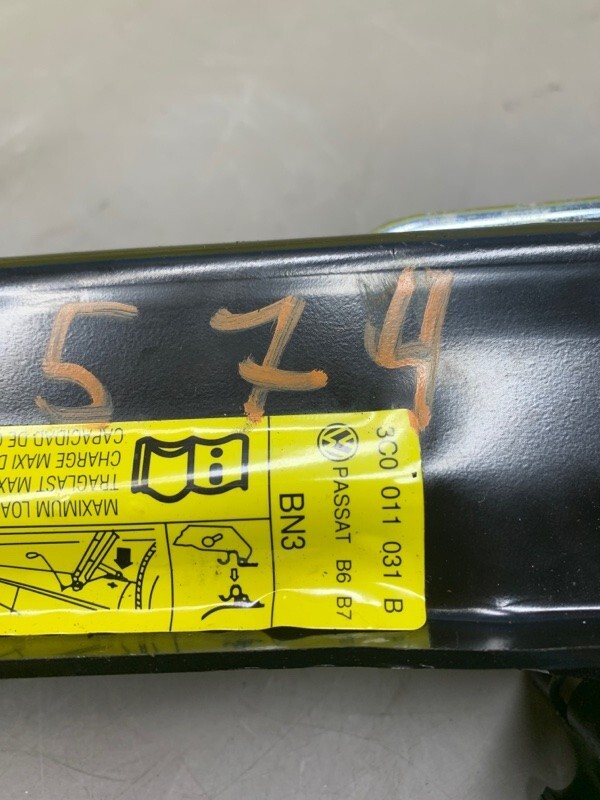 574
3C0 011 031 B
PASSAT B6 B7
BN3
MAXIMUM LOA
TRAGLAST MAX
CHARGE MAXI D
CAPACIDAD DE C